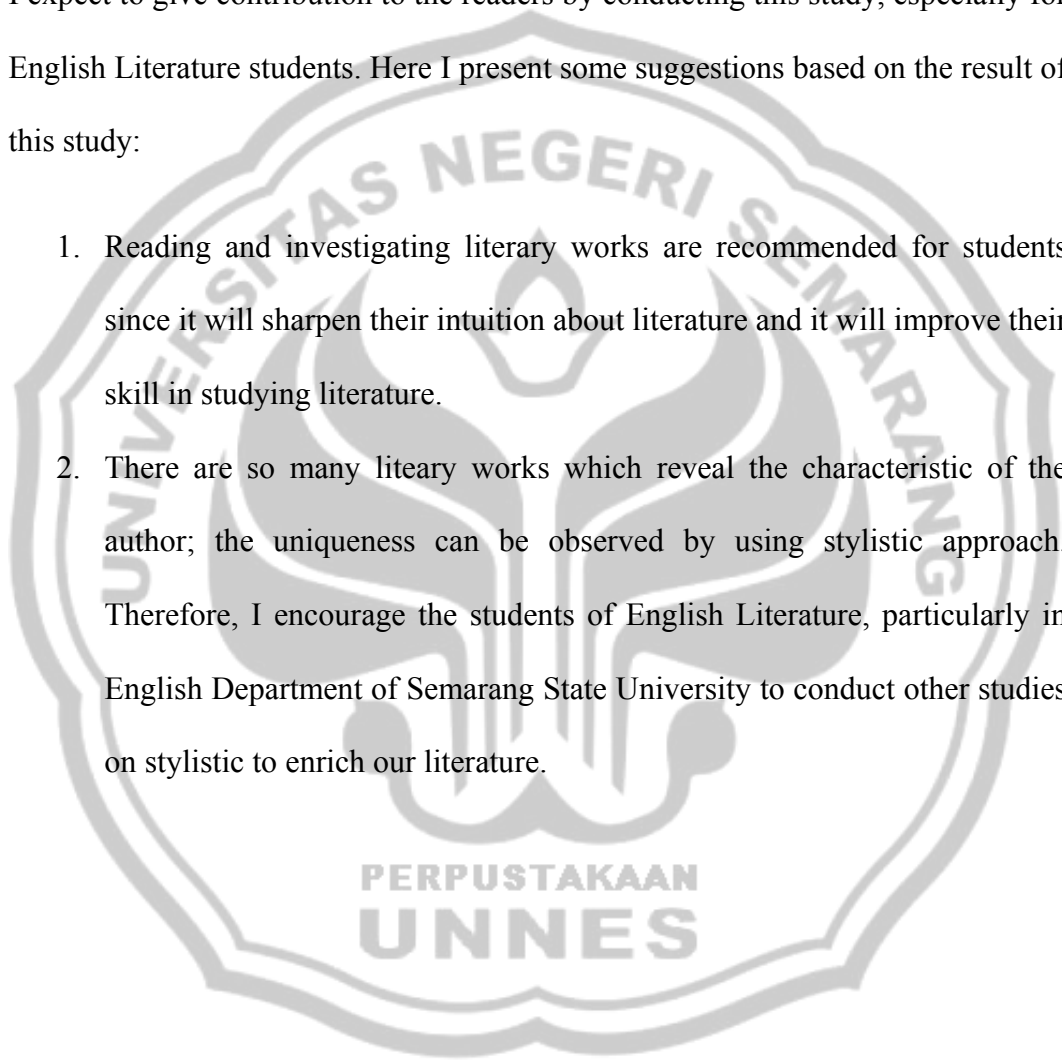 I expect to give contribution to the readers by conducting this study, especially for
English Literature students. Here I present some suggestions based on the result of
this study:
1. Reading and investigating literary works are recommended for students
since it will sharpen their intuition about literature and it will improve their
skill in studying literature.
2. There are so many liteary works which reveal the characteristic of the
author; the uniqueness can be observed by using stylistic approach.
Therefore, I encourage the students of English Literature, particularly in
English Department of Semarang State University to conduct other studies
on stylistic to enrich our literature.
UNIVERSITAS NEGERI SEMARANG
PERPUSTAKAAN
UNNES